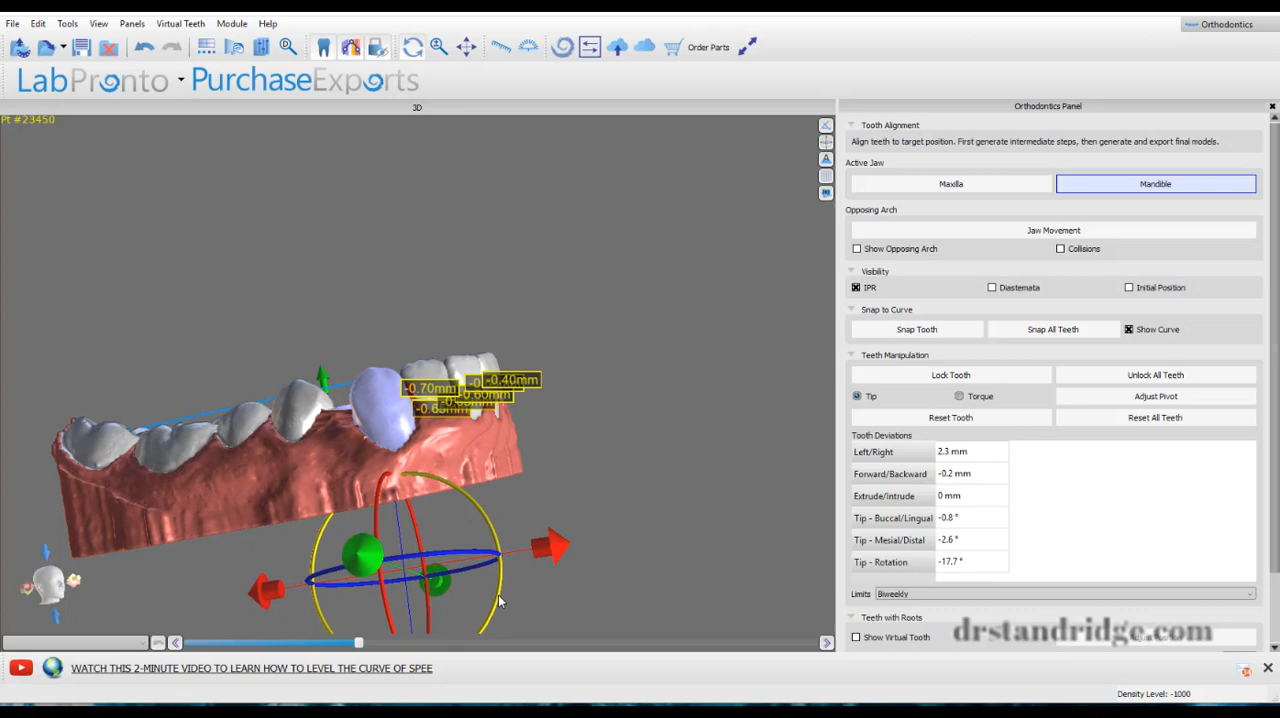 File Edit Tools View Panels Virtual Teeth Module Help
Orthodontics
Order Parts
LabPronto PurchaseExports
3D
Pt #23450
-0.70mm
-0.40mm
-0.60mm
Orthodontics Panel
Tooth Alignment
Align teeth to target position. First generate intermediate steps, then generate and export final models.
Active Jaw
Maxilla Mandible
Opposing Arch
Jaw Movement
Show Opposing Arch Collisions
Visibility
IPR Diastemata Initial Position
Snap to Curve
Snap Tooth Snap All Teeth Show Curve
Teeth Manipulation
Lock Tooth Unlock All Teeth
Tip Torque Adjust Pivot
Reset Tooth Reset All Teeth
Tooth Deviations
Left/Right 2.3 mm
Forward/Backward -0.2 mm
Extrude/Intrude 0 mm
Tip - Buccal/Lingual -0.8 °
Tip - Mesial/Distal -2.6 °
Tip - Rotation -17.7 °
Limits Biweekly
Teeth with Roots
Show Virtual Tooth
drstandridge.com
WATCH THIS 2-MINUTE VIDEO TO LEARN HOW TO LEVEL THE CURVE OF SPEE
Density Level: -1000